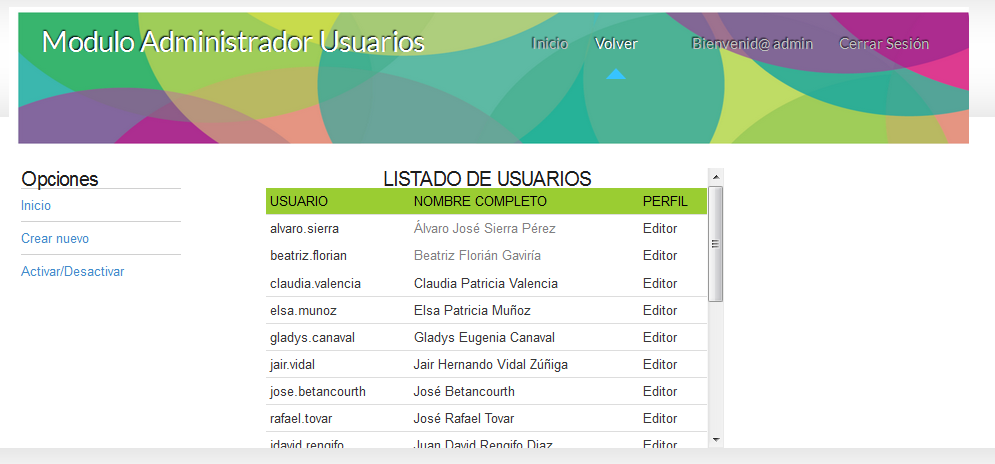 Modulo Administrador Usuarios
Inicio Volver Bienvenid@ admin Cerrar Sesión
Opciones
Inicio
Crear nuevo
Activar/Desactivar
LISTADO DE USUARIOS
USUARIO NOMBRE COMPLETO PERFIL
alvaro.sierra Álvaro José Sierra Pérez Editor
beatriz.florian Beatriz Florián Gaviría Editor
claudia.valencia Claudia Patricia Valencia Editor
elsa.munoz Elsa Patricia Muñoz Editor
gladys.canaval Gladys Eugenia Canaval Editor
jair.vidal Jair Hernando Vidal Zúñiga Editor
jose.betancourth José Betancourth Editor
rafael.tovar José Rafael Tovar Editor
jdavid.rengifo Juan David Rengifo Diaz Editor